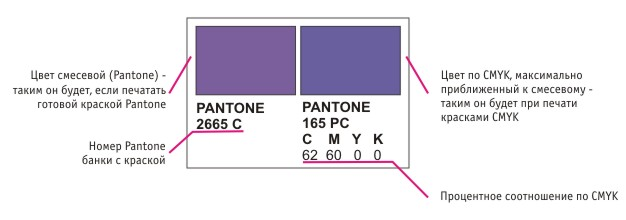 Цвет смесевой (Pantone) -
таким он будет, если печатать
готовой краской Pantone
Номер Pantone
банки с краской
PANTONE
2665 C
PANTONE
165 PC
C M Y K
62 60 0 0
Цвет по CMYK, максимально
приближенный к смесевому -
таким он будет при печати
красками CMYK
Процентное соотношение по CMYK